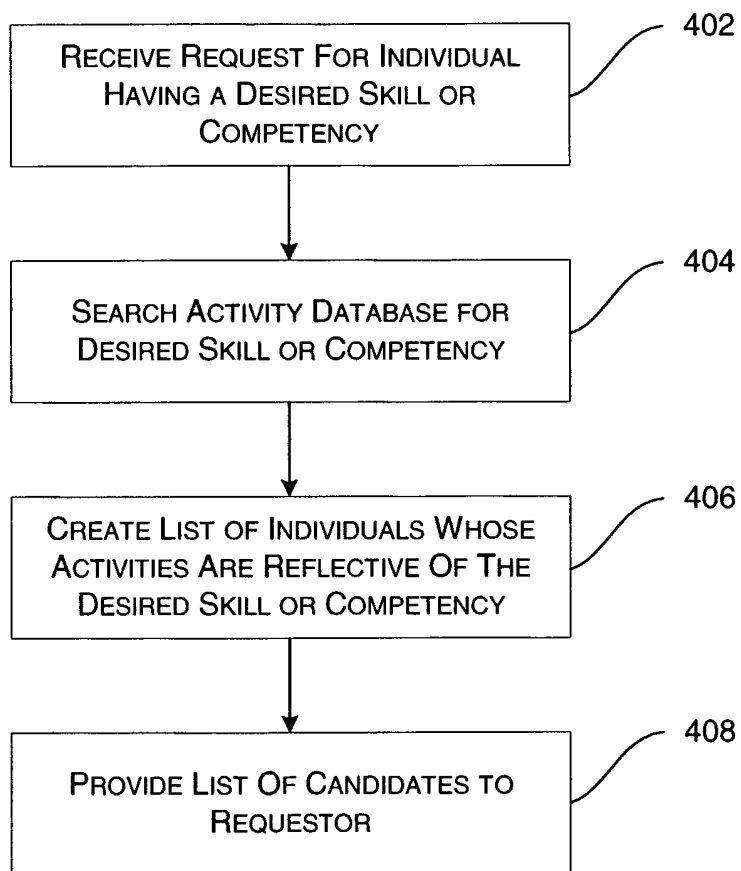 RECEIVE REQUEST FOR INDIVIDUAL
HAVING A DESIRED SKILL OR
COMPETENCY
402
SEARCH ACTIVITY DATABASE FOR
DESIRED SKILL OR COMPETENCY
404
CREATE LIST OF INDIVIDUALS WHOSE
ACTIVITIES ARE REFLECTIVE OF THE
DESIRED SKILL OR COMPETENCY
406
PROVIDE LIST OF CANDIDATES TO
REQUESTOR
408